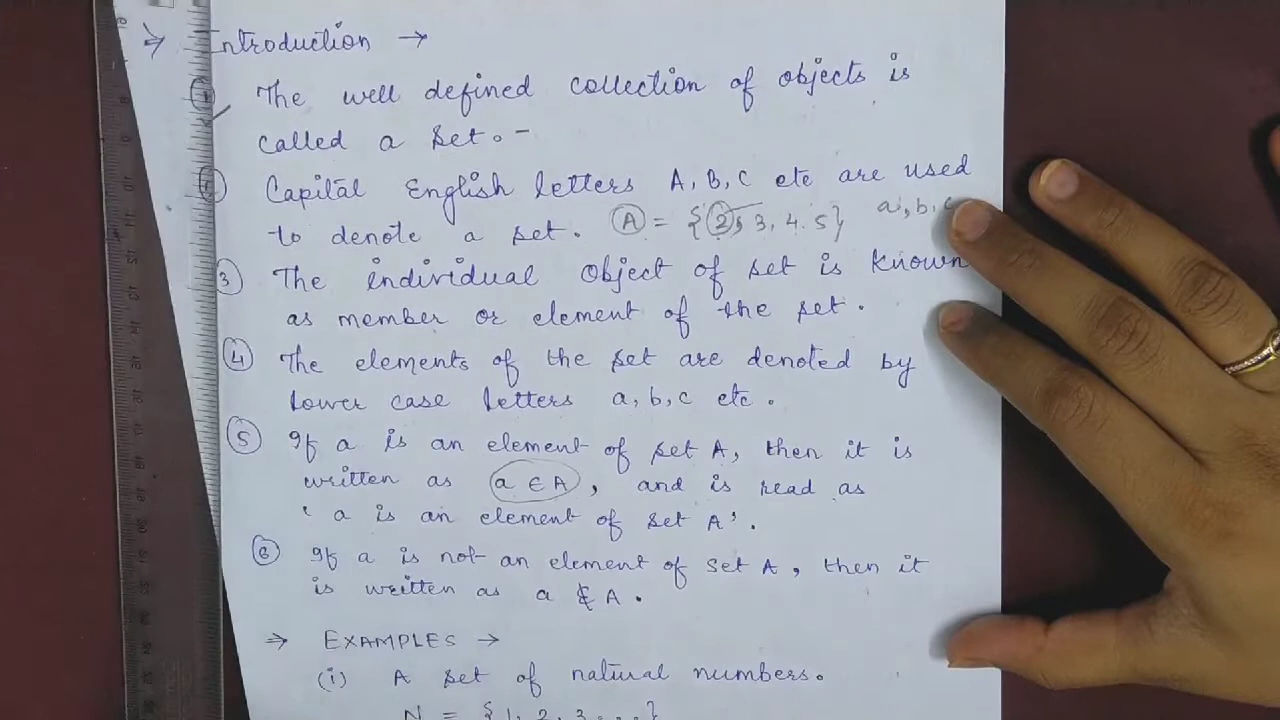 ⇒ Introduction →
① The well defined collection of objects is
called a set. -
② Capital English letters A, B, C etc are used
to denote a set. A = {2, 3, 4. 5} a, b, c
③ The individual object of set is known
as member or element of the set.
④ The elements of the set are denoted by
lower case letters a, b, c etc.
⑤ If a is an element of set A, then it is
written as a ∈ A, and is read as
' a is an element of set A'.
⑥ If a is not an element of set A, then it
is written as a ∉ A.
⇒ EXAMPLES →
(i) A set of natural numbers.
N = {1, 2, 3, ...}